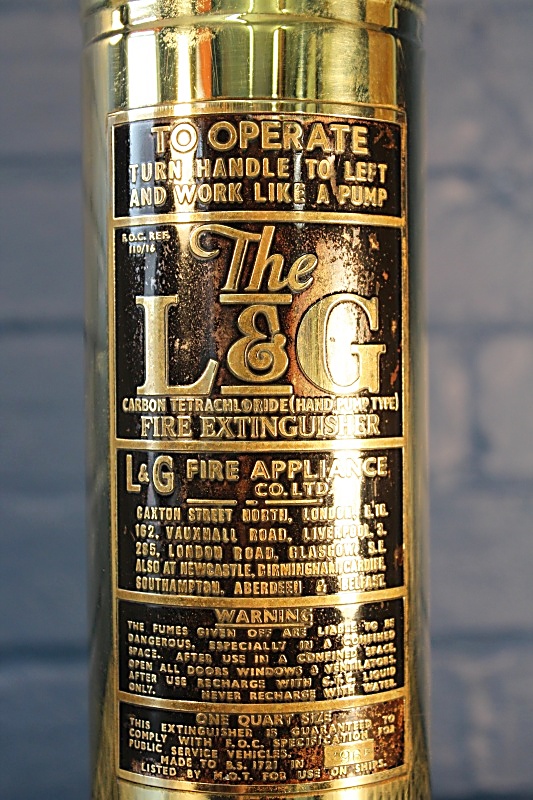 TO OPERATE
TURN HANDLE TO LEFT
AND WORK LIKE A PUMP
F.O.C. REF.
110/16
The
L & G
CARBON TETRACHLORIDE (HAND PUMP TYPE)
FIRE EXTINGUISHER
L&G FIRE APPLIANCE
CO. LTD
CAXTON STREET NORTH, LONDON, E.16.
162, VAUXHALL ROAD, LIVERPOOL, 3.
265, LONDON ROAD, GLASGOW, S.E.
ALSO AT NEWCASTLE, BIRMINGHAM, CARDIFF,
SOUTHAMPTON, ABERDEEN & BELFAST.
WARNING
THE FUMES GIVEN OFF ARE LIABLE TO BE
DANGEROUS, ESPECIALLY IN A CONFINED
SPACE. AFTER USE IN A CONFINED SPACE
OPEN ALL DOORS WINDOWS & VENTILATORS.
AFTER USE RECHARGE WITH C.T.C. LIQUID
ONLY. NEVER RECHARGE WITH WATER.
ONE QUART SIZE
THIS EXTINGUISHER IS GUARANTEED TO
COMPLY WITH F.O.C. SPECIFICATION FOR
PUBLIC SERVICE VEHICLES.
MADE TO B.S. 1721 IN
LISTED BY M.O.T. FOR USE ON SHIPS.